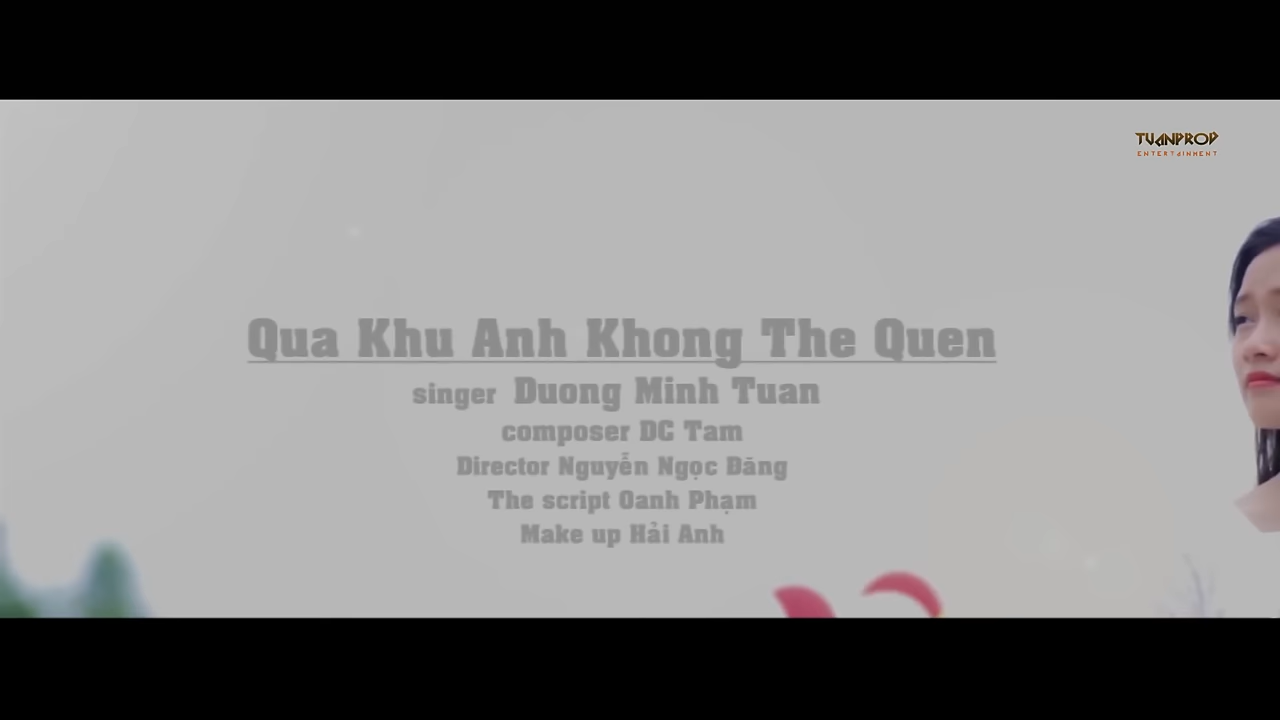 TUANPROD
ENTERTAINMENT
Qua Khu Anh Khong The Quen
singer Duong Minh Tuan
composer DC Tam
Director Nguyễn Ngọc Đăng
The script Oanh Phạm
Make up Hải Anh